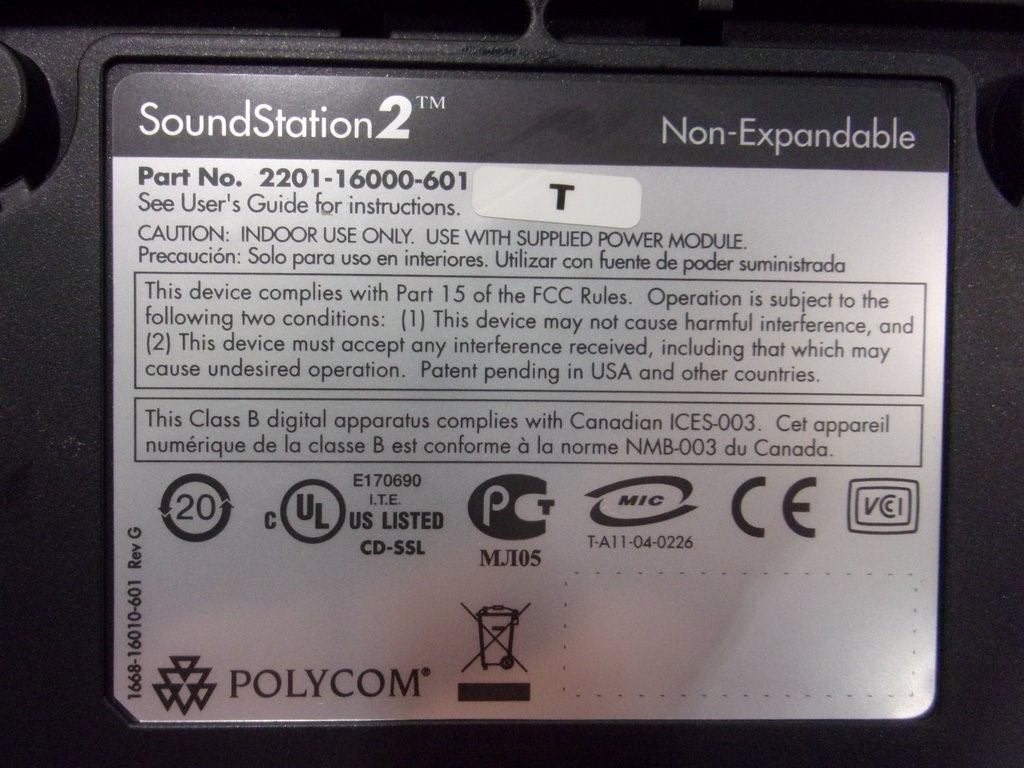 SoundStation2™
Non-Expandable
Part No. 2201-16000-601
T
See User's Guide for instructions.
CAUTION: INDOOR USE ONLY. USE WITH SUPPLIED POWER MODULE.
Precaución: Solo para uso en interiores. Utilizar con fuente de poder suministrada
This device complies with Part 15 of the FCC Rules. Operation is subject to the
following two conditions: (1) This device may not cause harmful interference, and
(2) This device must accept any interference received, including that which may
cause undesired operation. Patent pending in USA and other countries.
This Class B digital apparatus complies with Canadian ICES-003. Cet appareil
numérique de la classe B est conforme à la norme NMB-003 du Canada.
20
C UL US LISTED
E170690
I.T.E.
CD-SSL
РСТ
МЛ05
MIC
T-A11-04-0226
CE
VCI
1668-16010-601 Rev G
POLYCOM®